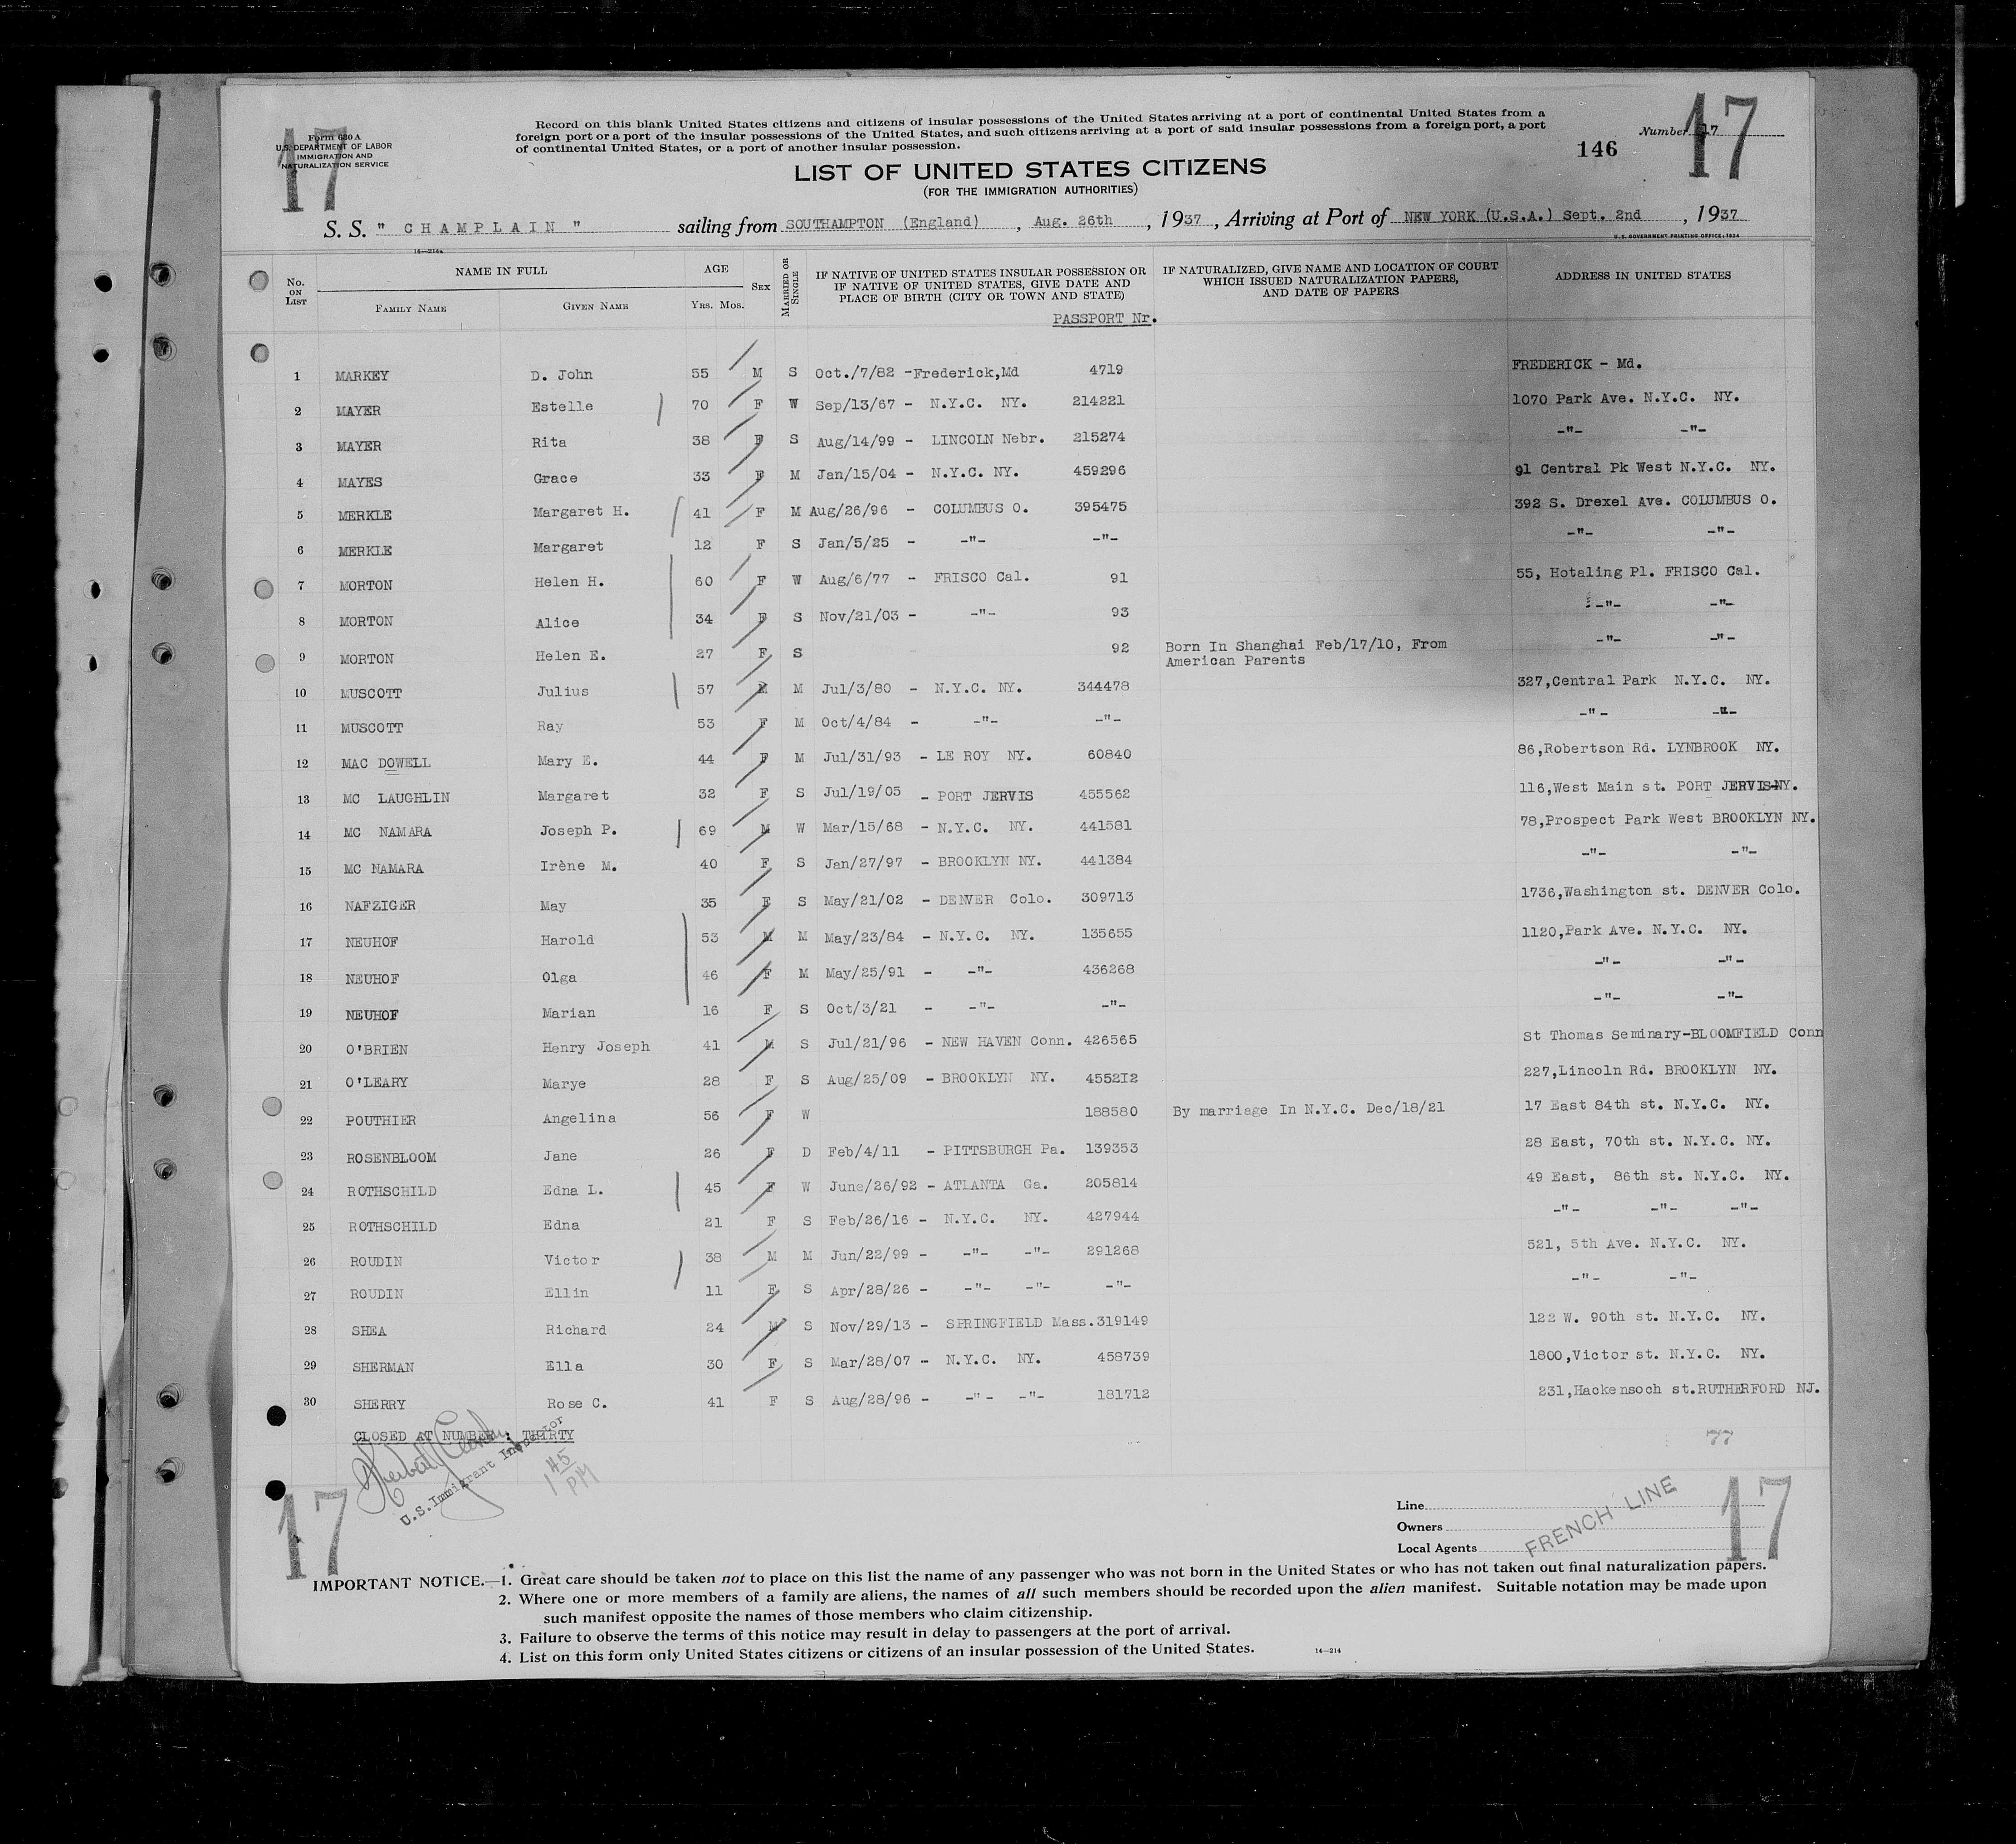 17
17
Form 630 A
U.S. DEPARTMENT OF LABOR
IMMIGRATION AND
NATURALIZATION SERVICE
Record on this blank United States citizens and citizens of insular possessions of the United States arriving at a port of continental United States from a
foreign port or a port of the insular possessions of the United States, and such citizens arriving at a port of said insular possessions from a foreign port, a port
of continental United States, or a port of another insular possession.
Number 17
146
LIST OF UNITED STATES CITIZENS
(FOR THE IMMIGRATION AUTHORITIES)
S. S. " CHAMPLAIN " sailing from SOUTHAMPTON (England) , Aug. 26th , 1937 , Arriving at Port of NEW YORK (U.S.A.) Sept. 2nd , 1937
14—214a
U. S. GOVERNMENT PRINTING OFFICE: 1934
No. ON LIST NAME IN FULL FAMILY NAME GIVEN NAME AGE YRS. MOS. SEX MARRIED OR SINGLE IF NATIVE OF UNITED STATES INSULAR POSSESSION OR IF NATIVE OF UNITED STATES, GIVE DATE AND PLACE OF BIRTH (CITY OR TOWN AND STATE) IF NATURALIZED, GIVE NAME AND LOCATION OF COURT WHICH ISSUED NATURALIZATION PAPERS, AND DATE OF PAPERS ADDRESS IN UNITED STATES
PASSPORT Nr.
1 MARKEY D. John 55 M S Oct./7/82 -Frederick,Md 4719 FREDERICK - Md.
2 MAYER Estelle 70 F W Sep/13/67 - N.Y.C. NY. 214221 1070 Park Ave. N.Y.C. NY.
3 MAYER Rita 38 F S Aug/14/99 - LINCOLN Nebr. 215274 -"- -"-
4 MAYES Grace 33 F M Jan/15/04 - N.Y.C. NY. 459296 91 Central Pk West N.Y.C. NY.
5 MERKLE Margaret H. 41 F M Aug/26/96 - COLUMBUS O. 395475 392 S. Drexel Ave. COLUMBUS O.
6 MERKLE Margaret 12 F S Jan/5/25 - -"- -"- -"- -"-
7 MORTON Helen H. 60 F W Aug/6/77 - FRISCO Cal. 91 55, Hotaling Pl. FRISCO Cal.
8 MORTON Alice 34 F S Nov/21/03 - -"- 93 -"- -"-
9 MORTON Helen E. 27 F S 92 Born In Shanghai Feb/17/10, From -"- -"-
American Parents
10 MUSCOTT Julius 57 M M Jul/3/80 - N.Y.C. NY. 344478 327,Central Park N.Y.C. NY.
11 MUSCOTT Ray 53 F M Oct/4/84 - -"- -"- -"- -"-
12 MAC DOWELL Mary E. 44 F M Jul/31/93 - LE ROY NY. 60840 86,Robertson Rd. LYNBROOK NY.
13 MC LAUGHLIN Margaret 32 F S Jul/19/05 - PORT JERVIS 455562 116,West Main st. PORT JERVIS-NY.
14 MC NAMARA Joseph P. 69 M W Mar/15/68 - N.Y.C. NY. 441581 78,Prospect Park West BROOKLYN NY.
15 MC NAMARA Irène M. 40 F S Jan/27/97 - BROOKLYN NY. 441384 -"- -"-
16 NAFZIGER May 35 F S May/21/02 - DENVER Colo. 309713 1736,Washington st. DENVER Colo.
17 NEUHOF Harold 53 M M May/23/84 - N.Y.C. NY. 135655 1120,Park Ave. N.Y.C. NY.
18 NEUHOF Olga 46 F M May/25/91 - -"- 436268 -"- -"-
19 NEUHOF Marian 16 F S Oct/3/21 - -"- -"- -"- -"-
20 O'BRIEN Henry Joseph 41 M S Jul/21/96 - NEW HAVEN Conn. 426565 St Thomas Seminary-BLOOMFIELD Conn
21 O'LEARY Marye 28 F S Aug/25/09 - BROOKLYN NY. 455212 227,Lincoln Rd. BROOKLYN NY.
22 POUTHIER Angelina 56 F W 188580 By marriage In N.Y.C. Dec/18/21 17 East 84th st. N.Y.C. NY.
23 ROSENBLOOM Jane 26 F D Feb/4/11 - PITTSBURGH Pa. 139353 28 East, 70th st. N.Y.C. NY.
24 ROTHSCHILD Edna L. 45 F W June/26/92 - ATLANTA Ga. 205814 49 East, 86th st. N.Y.C. NY.
25 ROTHSCHILD Edna 21 F S Feb/26/16 - N.Y.C. NY. 427944 -"- -"- -"-
26 ROUDIN Victor 38 M M Jun/22/99 - -"- -"- 291268 521, 5th Ave. N.Y.C. NY.
27 ROUDIN Ellin 11 F S Apr/28/26 - -"- -"- -"- -"- -"-
28 SHEA Richard 24 M S Nov/29/13 - SPRINGFIELD Mass. 319149 122 W. 90th st. N.Y.C. NY.
29 SHERMAN Ella 30 F S Mar/28/07 - N.Y.C. NY. 458739 1800,Victor st. N.Y.C. NY.
30 SHERRY Rose C. 41 F S Aug/28/96 - -"- -"- 181712 231,Hackensoch st.RUTHERFORD NJ.
CLOSED AT NUMBER : THIRTY
77
U.S. Immigrant Inspector
1 45 PM
17
17
Line
Owners
Local Agents
FRENCH LINE
IMPORTANT NOTICE.—1. Great care should be taken not to place on this list the name of any passenger who was not born in the United States or who has not taken out final naturalization papers.
2. Where one or more members of a family are aliens, the names of all such members should be recorded upon the alien manifest. Suitable notation may be made upon
such manifest opposite the names of those members who claim citizenship.
3. Failure to observe the terms of this notice may result in delay to passengers at the port of arrival.
4. List on this form only United States citizens or citizens of an insular possession of the United States.
14—214